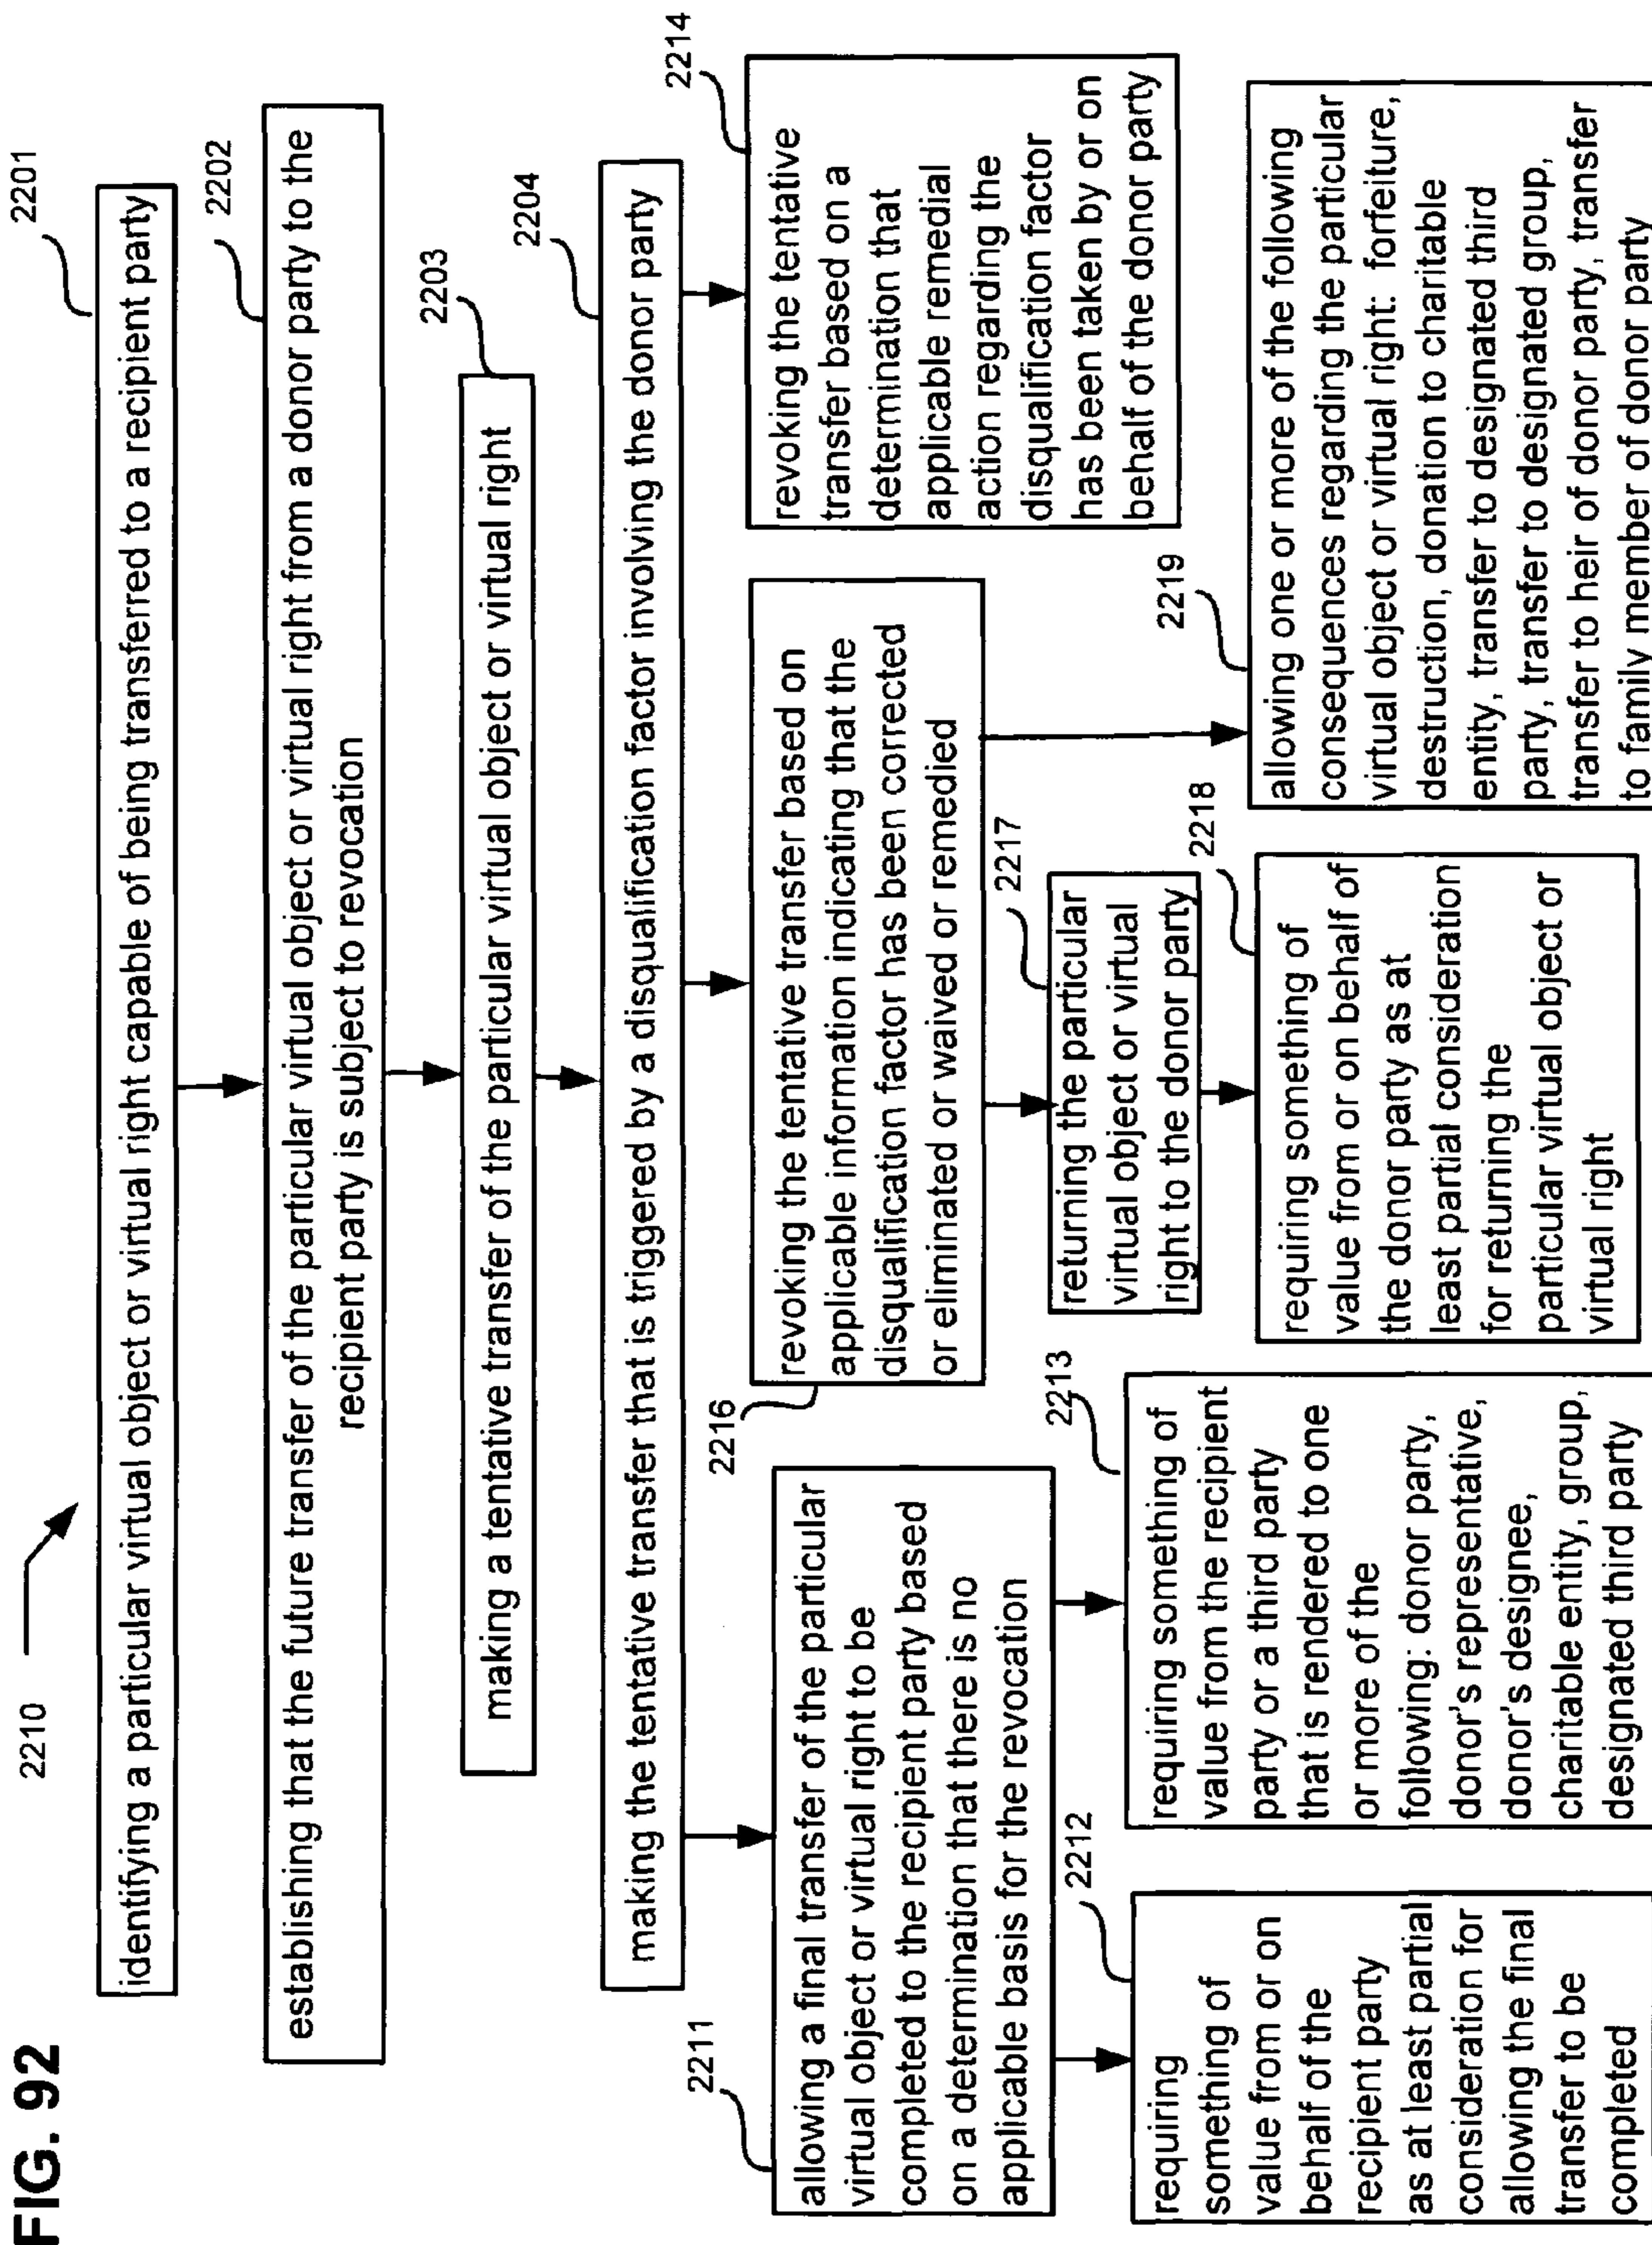 FIG. 92
2210
2201
identifying a particular virtual object or virtual right capable of being transferred to a recipient party
2202
establishing that the future transfer of the particular virtual object or virtual right from a donor party to the
recipient party is subject to revocation
2203
making a tentative transfer of the particular virtual object or virtual right
2204
making the tentative transfer that is triggered by a disqualification factor involving the donor party
2211
allowing a final transfer of the particular
virtual object or virtual right to be
completed to the recipient party based
on a determination that there is no
applicable basis for the revocation
2216
revoking the tentative transfer based on
applicable information indicating that the
disqualification factor has been corrected
or eliminated or waived or remedied
2214
revoking the tentative
transfer based on a
determination that
applicable remedial
action regarding the
disqualification factor
has been taken by or on
behalf of the donor party
2212
requiring
something of
value from or on
behalf of the
recipient party
as at least partial
consideration for
allowing the final
transfer to be
completed
2213
requiring something of
value from the recipient
party or a third party
that is rendered to one
or more of the
following: donor party,
donor's representative,
donor's designee,
charitable entity, group,
designated third party
2217
returning the particular
virtual object or virtual
right to the donor party
2218
requiring something of
value from or on behalf of
the donor party as at
least partial consideration
for returning the
particular virtual object or
virtual right
2219
allowing one or more of the following
consequences regarding the particular
virtual object or virtual right: forfeiture,
destruction, donation to charitable
entity, transfer to designated third
party, transfer to designated group,
transfer to heir of donor party, transfer
to family member of donor party